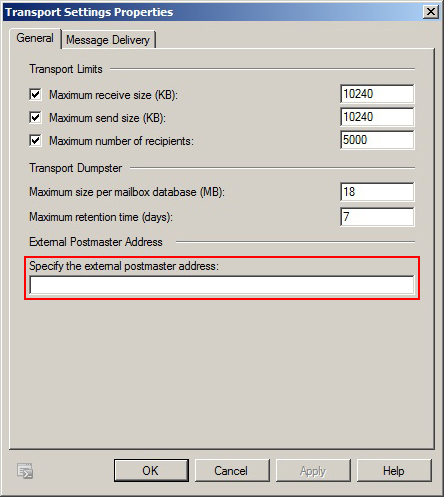 Transport Settings Properties
General Message Delivery
Transport Limits
Maximum receive size (KB): 10240
Maximum send size (KB): 10240
Maximum number of recipients: 5000
Transport Dumpster
Maximum size per mailbox database (MB): 18
Maximum retention time (days): 7
External Postmaster Address
Specify the external postmaster address:
OK Cancel Apply Help